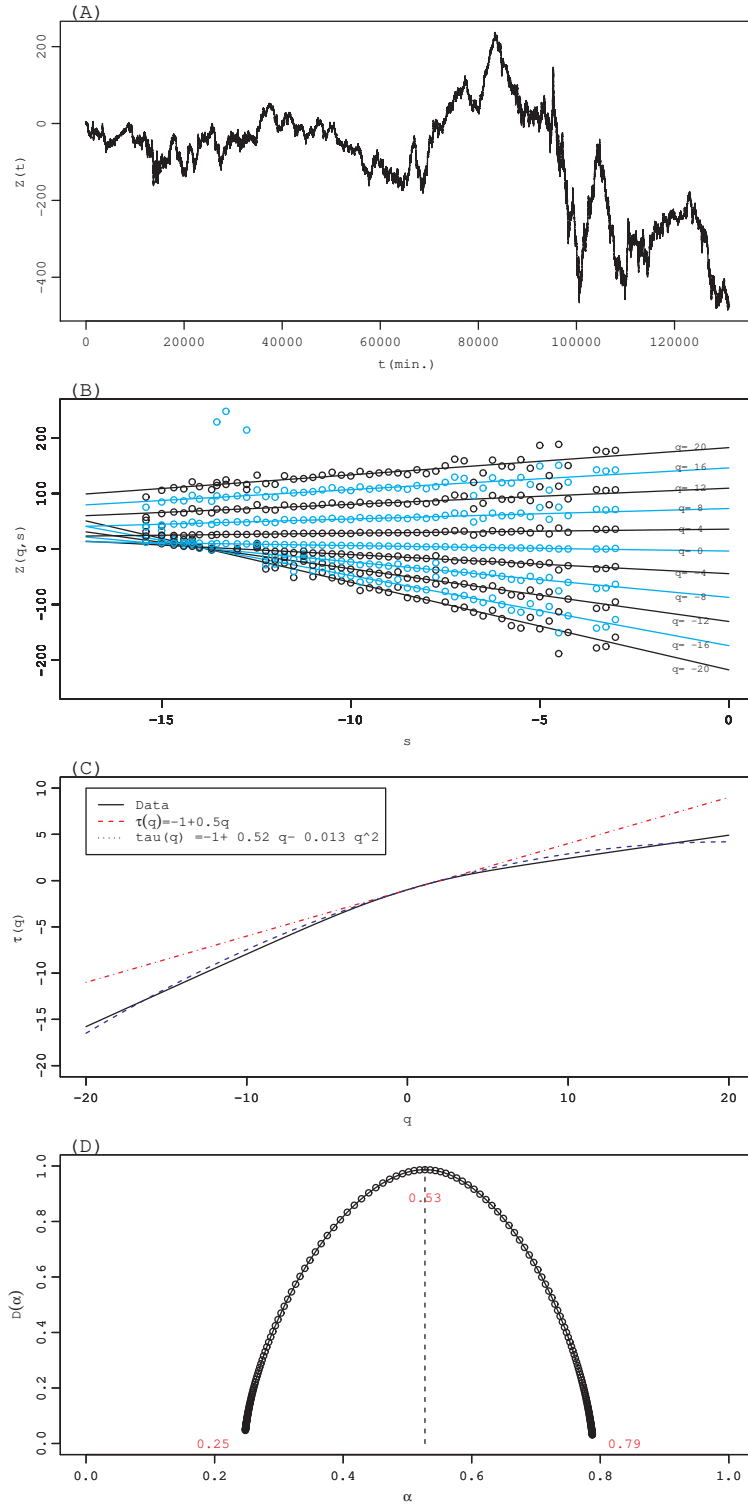 (A)
200
0
-200
-400
Z(t)
0 20000 40000 60000 80000 100000 120000
t(min.)
(B)
200
100
0
-100
-200
Z(q,s)
q= 20
q= 16
q= 12
q= 8
q= 4
q= 0
q= -4
q= -8
q= -12
q= -16
q= -20
-15 -10 -5 0
s
(C)
10
5
0
-5
-10
-15
-20
τ(q)
Data
τ(q)=-1+0.5q
tau(q) =-1+ 0.52 q- 0.013 q^2
-20 -10 0 10 20
q
(D)
1.0
0.8
0.6
0.4
0.2
0.0
D(α)
0.53
0.25
0.79
0.0 0.2 0.4 0.6 0.8 1.0
α